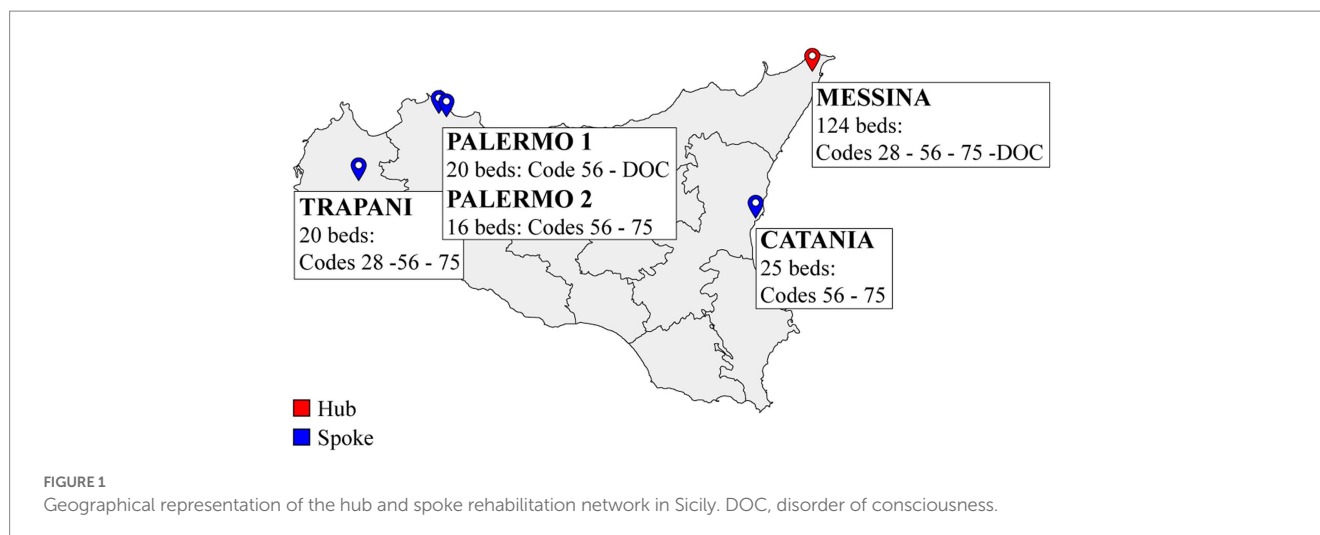 MESSINA
124 beds:
Codes 28 - 56 - 75 -DOC
PALERMO 1
20 beds: Code 56 - DOC
PALERMO 2
16 beds: Codes 56 - 75
TRAPANI
20 beds:
Codes 28 -56 - 75
CATANIA
25 beds:
Codes 56 - 75
Hub
Spoke
FIGURE 1
Geographical representation of the hub and spoke rehabilitation network in Sicily. DOC, disorder of consciousness.